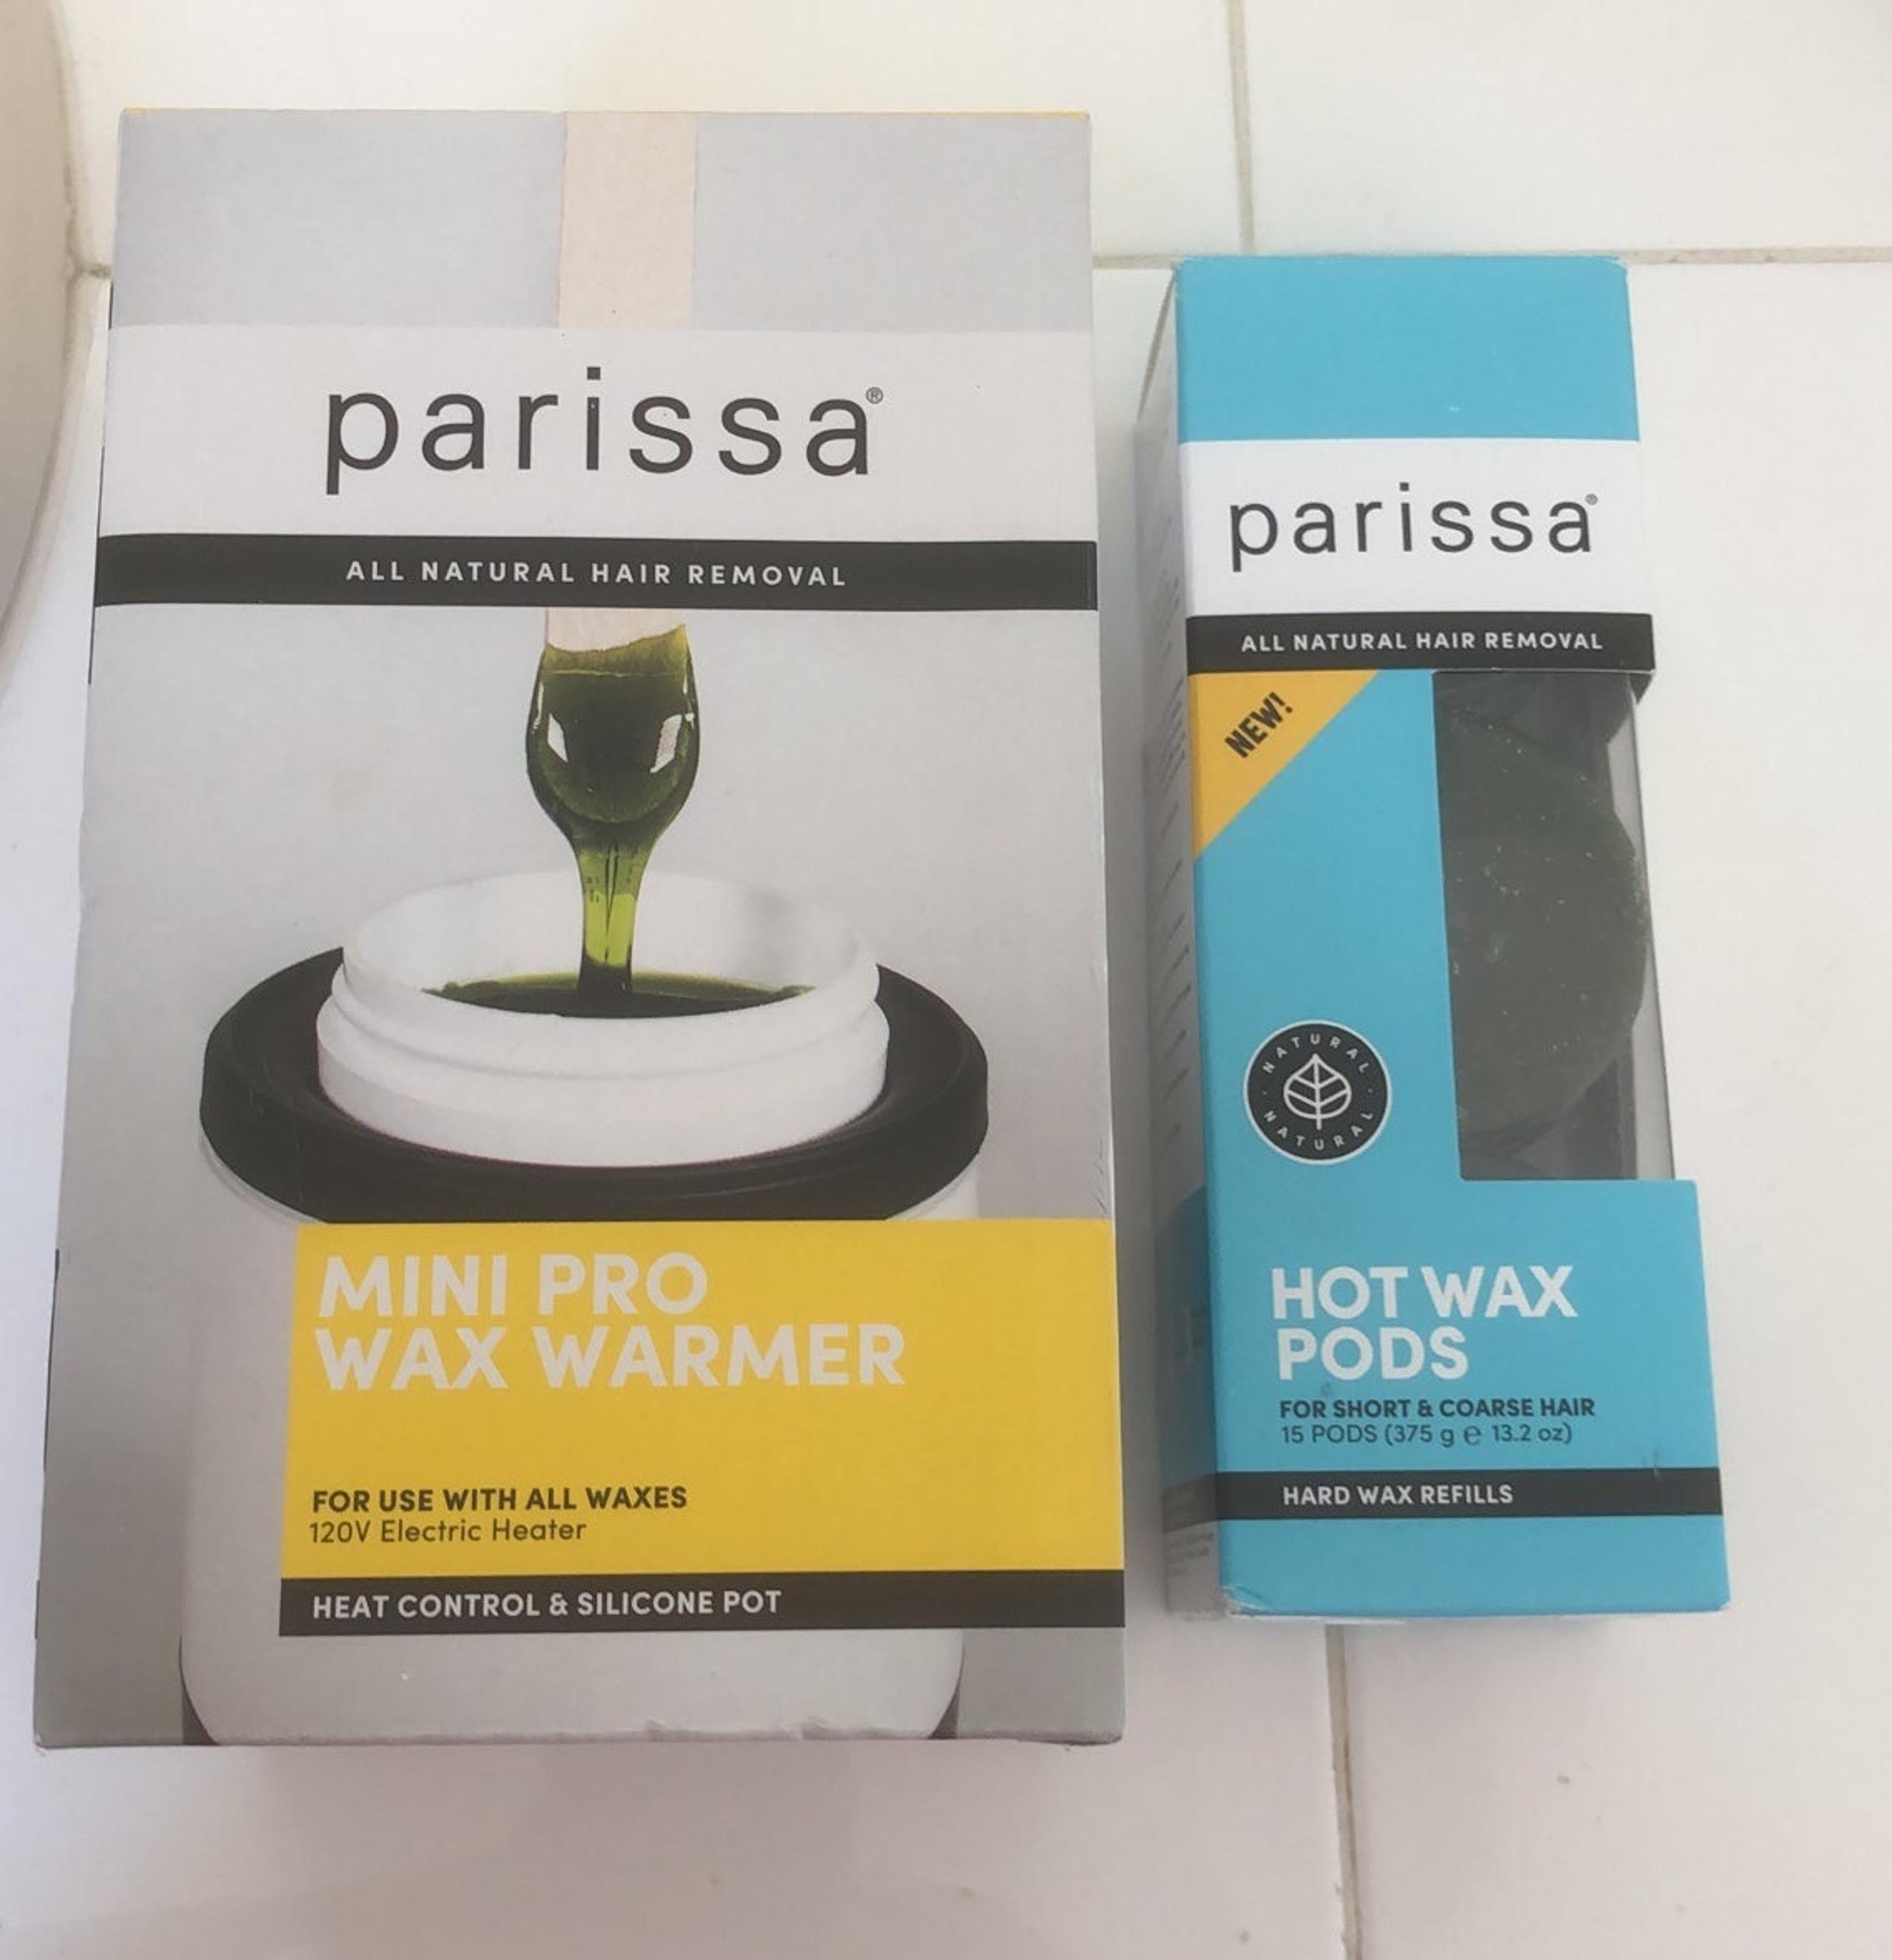 parissa®
ALL NATURAL HAIR REMOVAL
MINI PRO
WAX WARMER
FOR USE WITH ALL WAXES
120V Electric Heater
HEAT CONTROL & SILICONE POT
parissa®
ALL NATURAL HAIR REMOVAL
NEW!
NATURAL
NATURAL
HOT WAX
PODS
FOR SHORT & COARSE HAIR
15 PODS (375 g ℮ 13.2 oz)
HARD WAX REFILLS